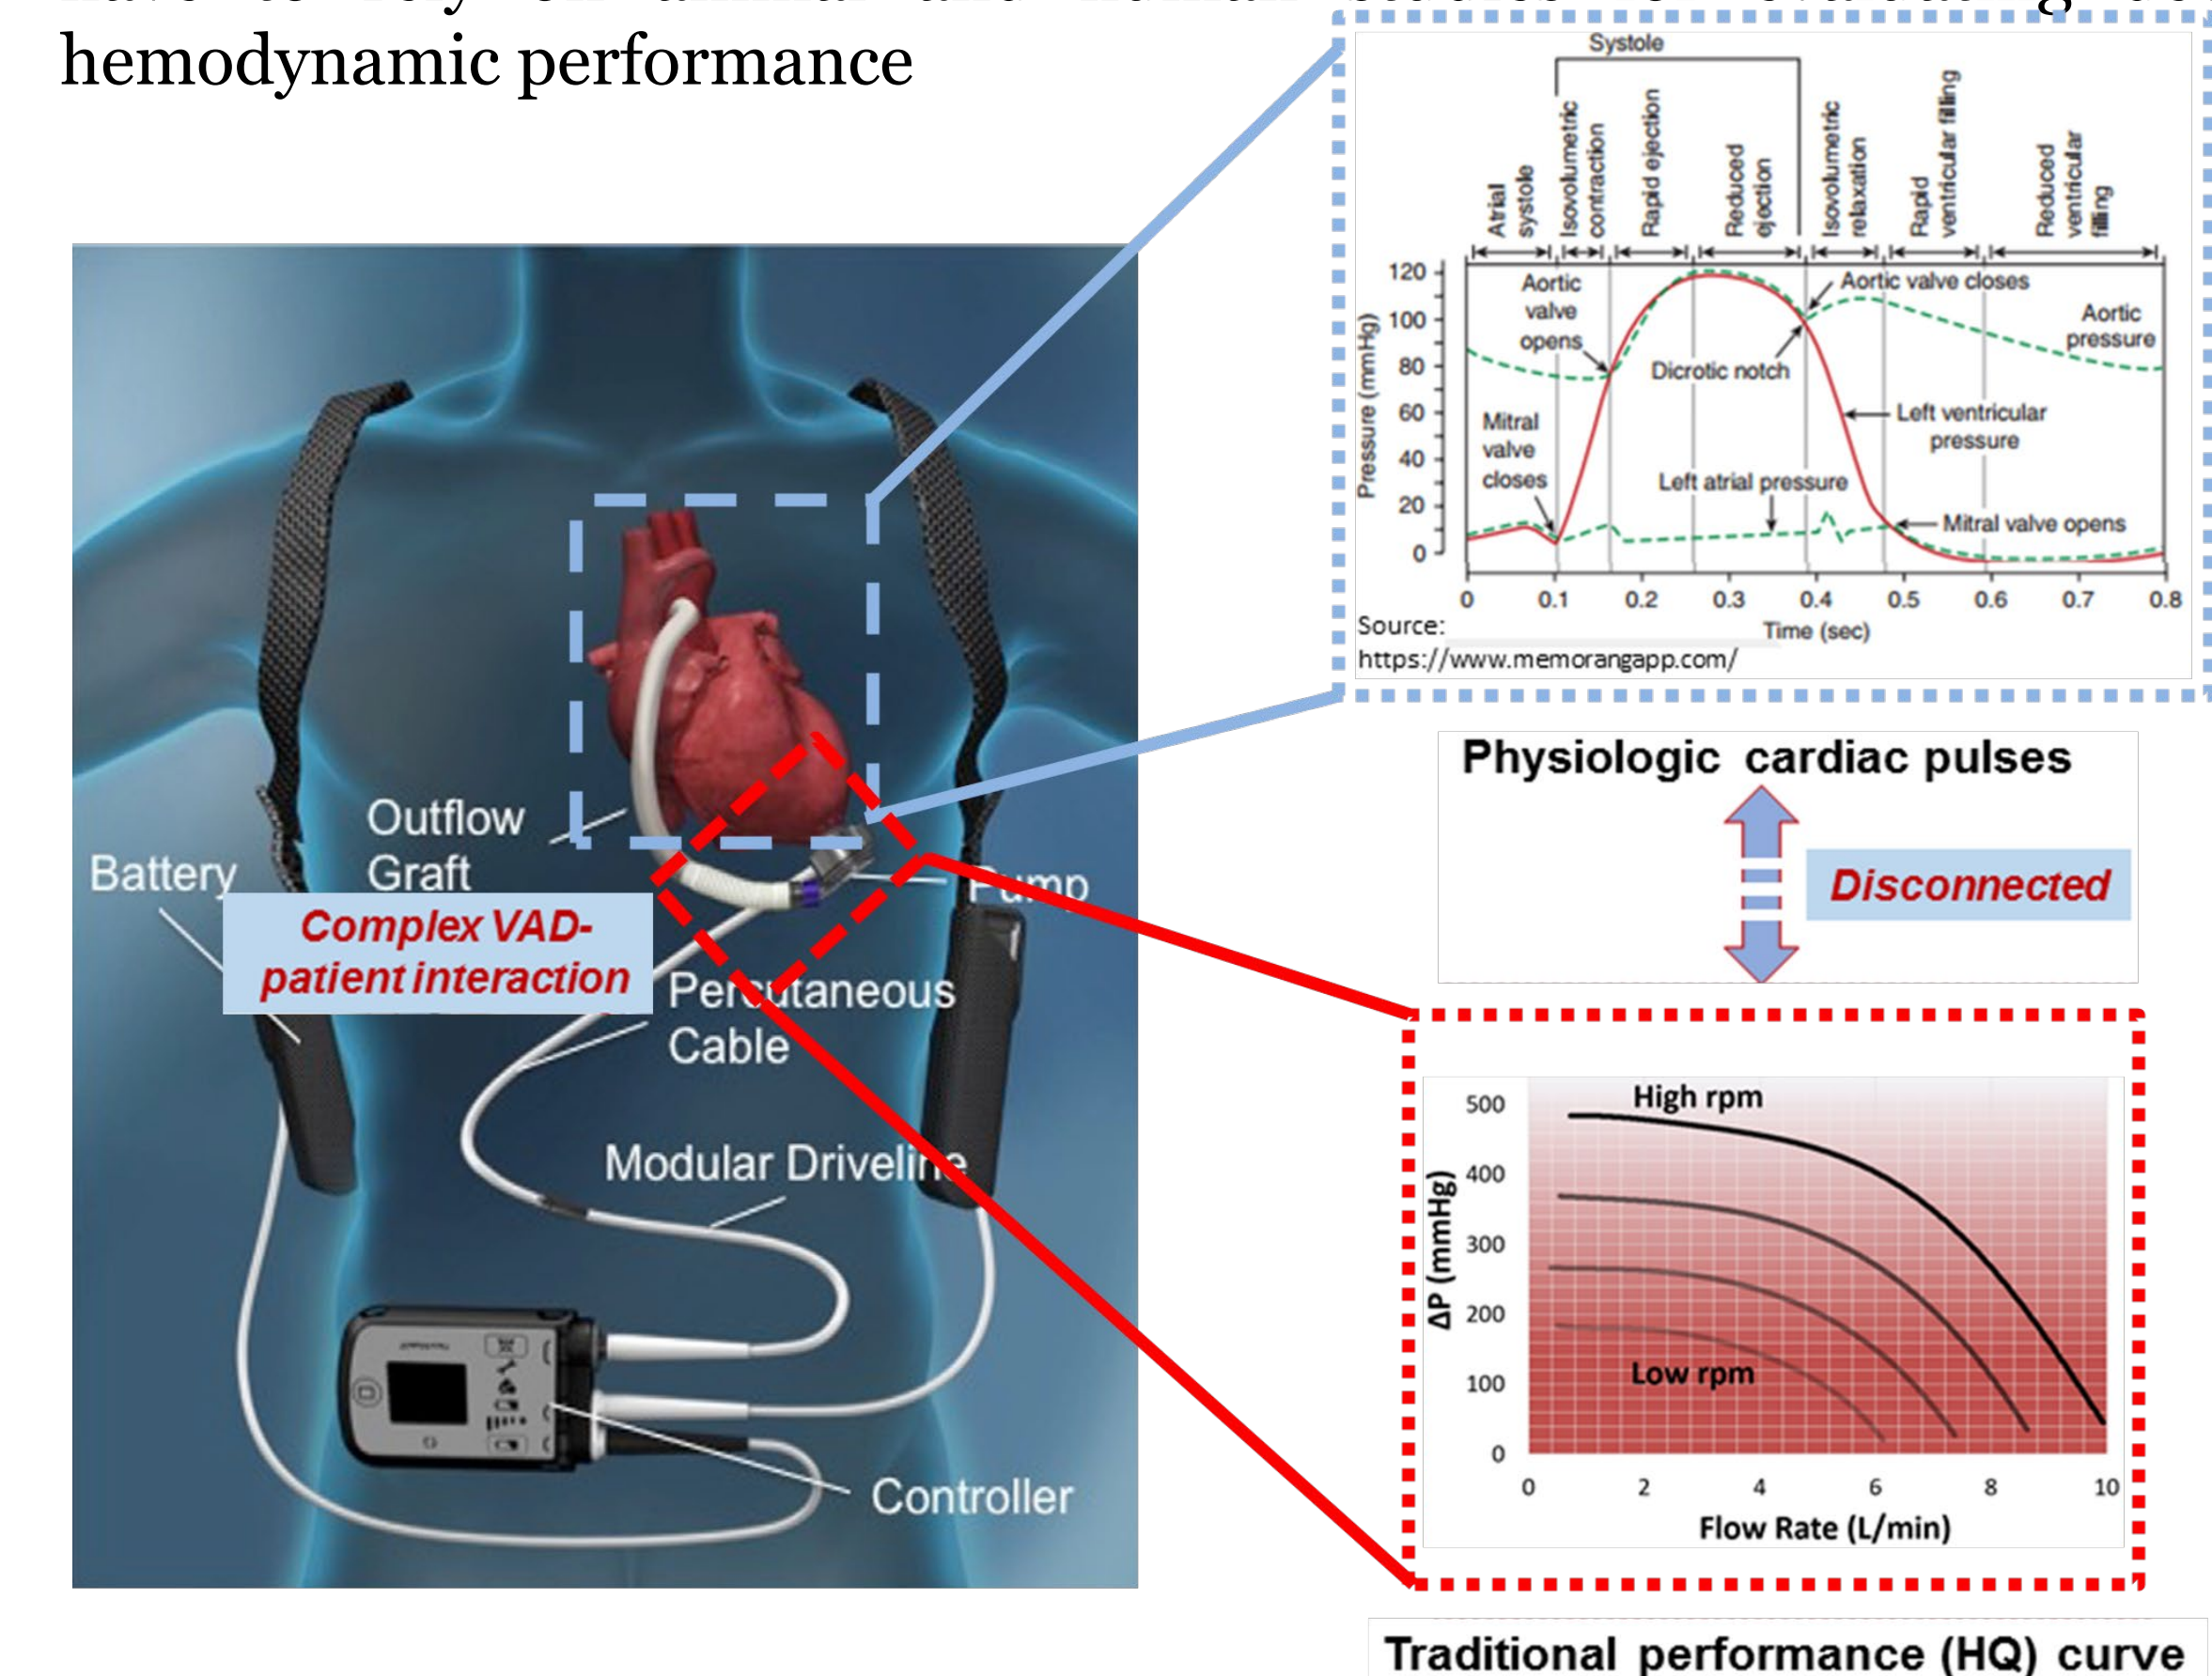 hemodynamic performance
Systole
Atrial
systole
Isovolumetric
contraction
Rapid ejection
Reduced
ejection
Isovolumetric
relaxation
Rapid
ventricular filling
Reduced
ventricular
filling
Pressure (mmHg)
120
100
80
60
40
20
0
Aortic
valve
opens
Aortic valve closes
Aortic
pressure
Dicrotic notch
Mitral
valve
closes
Left ventricular
pressure
Left atrial pressure
Mitral valve opens
0 0.1 0.2 0.3 0.4 0.5 0.6 0.7 0.8
Time (sec)
Source:
https://www.memorangapp.com/
Outflow
Graft
Battery
Pump
Complex VAD-
patient interaction
Percutaneous
Cable
Modular Driveline
Controller
Physiologic cardiac pulses
Disconnected
ΔP (mmHg)
500
400
300
200
100
0
High rpm
Low rpm
0 2 4 6 8 10
Flow Rate (L/min)
Traditional performance (HQ) curve